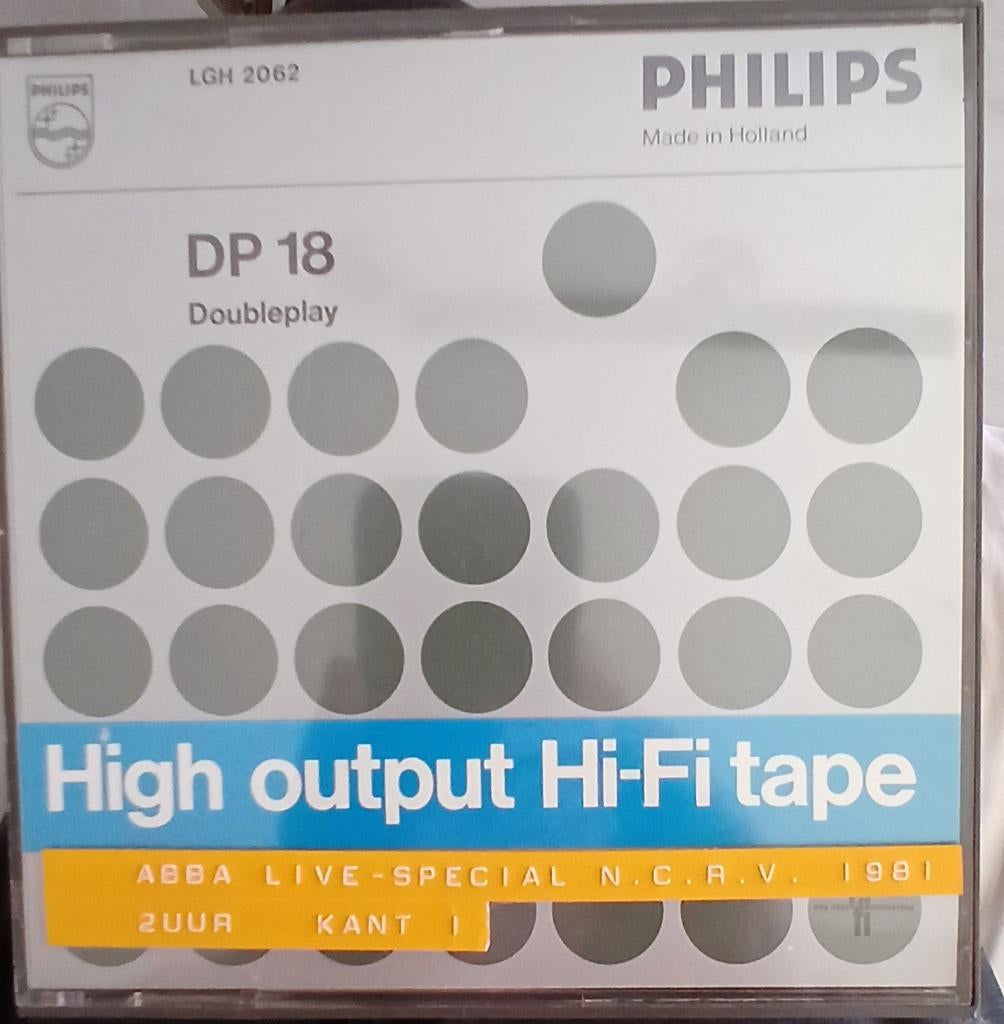 PHILIPS
LGH 2062
PHILIPS
Made in Holland
DP 18
Doubleplay
High output Hi-Fi tape
ABBA LIVE-SPECIAL N.C.R.V. 1981
2UUR KANT 1